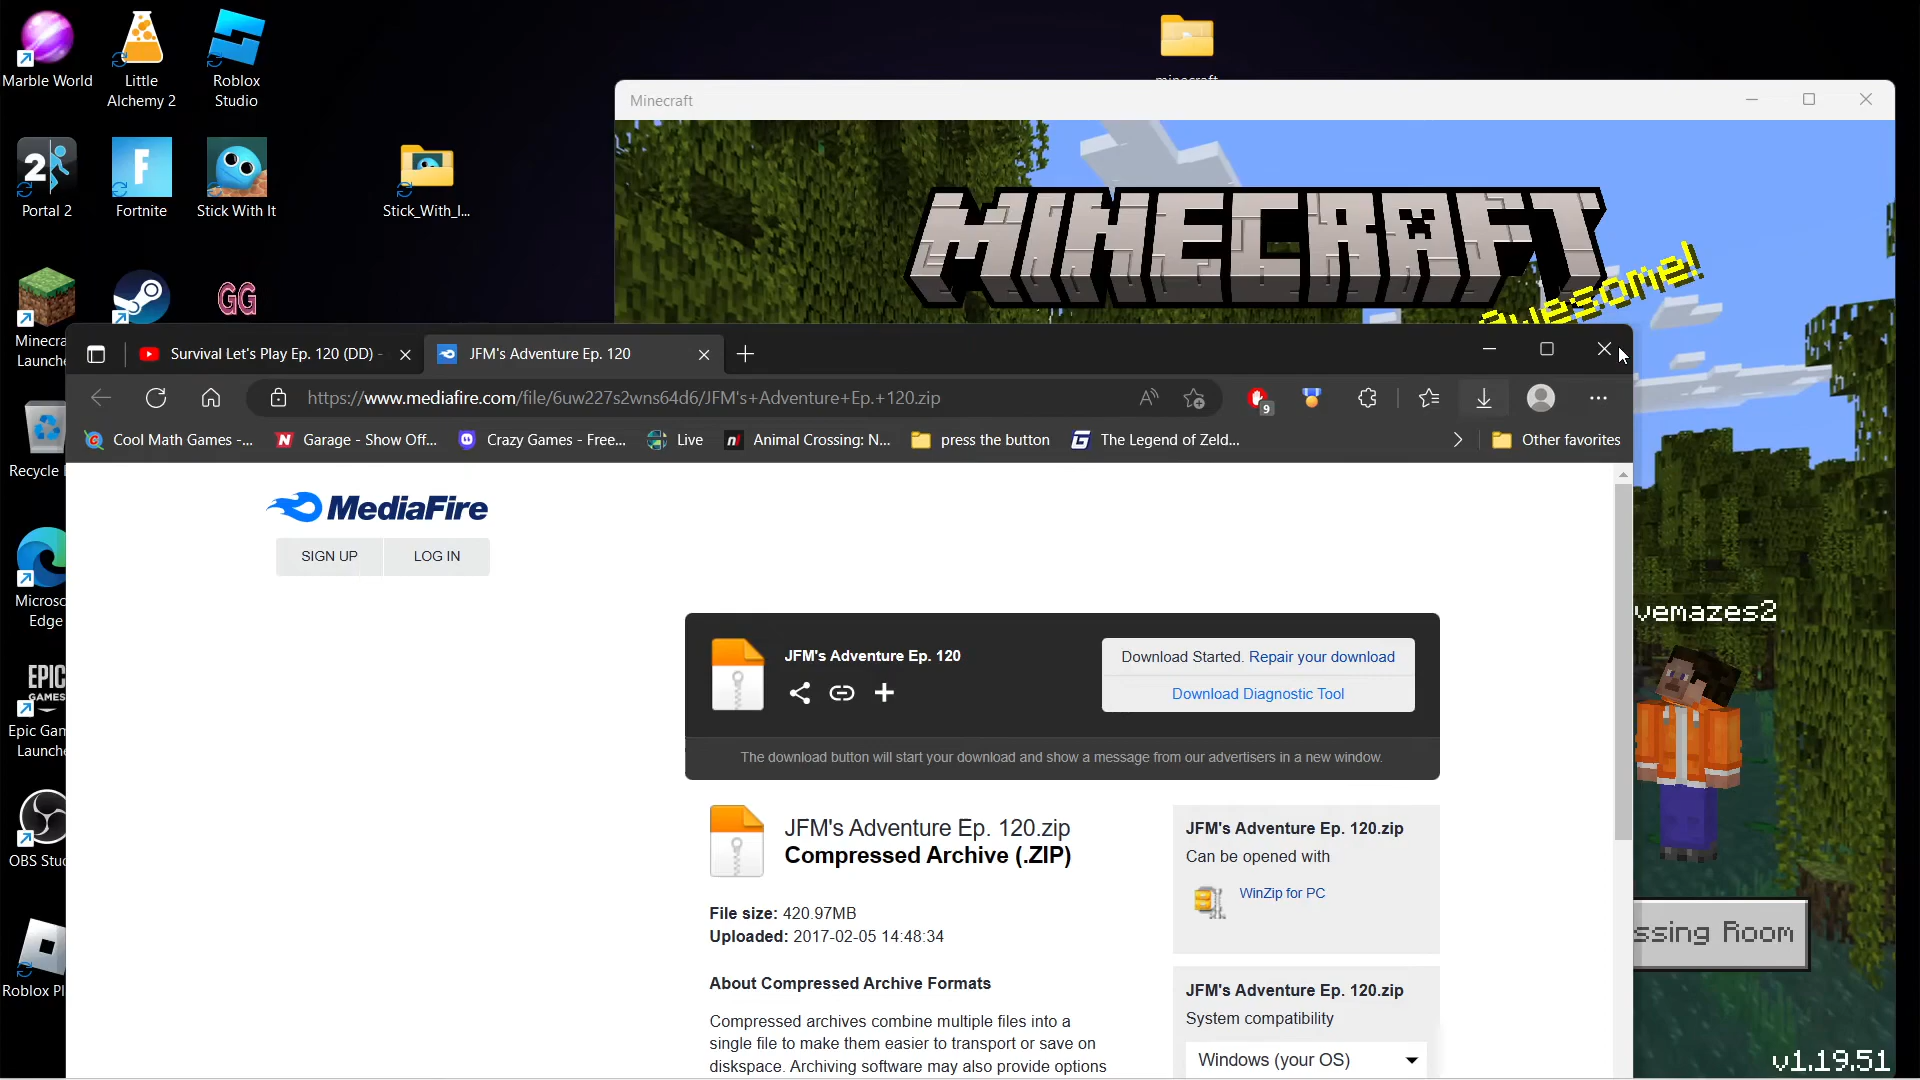 Marble World
Little
Alchemy 2
Roblox
Studio
Portal 2
Fortnite
Stick With It
Stick_With_I...
GG
Minecra
Launche
Recycle
Microso
Edge
EPIC
GAMES
Epic Gan
Launche
OBS Stud
Roblox Pl
Minecraft
MINECRAFT
Awesome!
Survival Let's Play Ep. 120 (DD) -
JFM's Adventure Ep. 120
https://www.mediafire.com/file/6uw227s2wns64d6/JFM's+Adventure+Ep.+120.zip
9
Cool Math Games -...
Garage - Show Off...
Crazy Games - Free...
Live
Animal Crossing: N...
press the button
The Legend of Zeld...
Other favorites
MediaFire
SIGN UP
LOG IN
JFM's Adventure Ep. 120
Download Started. Repair your download
Download Diagnostic Tool
The download button will start your download and show a message from our advertisers in a new window.
JFM's Adventure Ep. 120.zip
Compressed Archive (.ZIP)
File size: 420.97MB
Uploaded: 2017-02-05 14:48:34
About Compressed Archive Formats
Compressed archives combine multiple files into a
single file to make them easier to transport or save on
diskspace. Archiving software may also provide options
JFM's Adventure Ep. 120.zip
Can be opened with
WinZip for PC
JFM's Adventure Ep. 120.zip
System compatibility
Windows (your OS)
vemazes2
ssing Room
v1.19.51